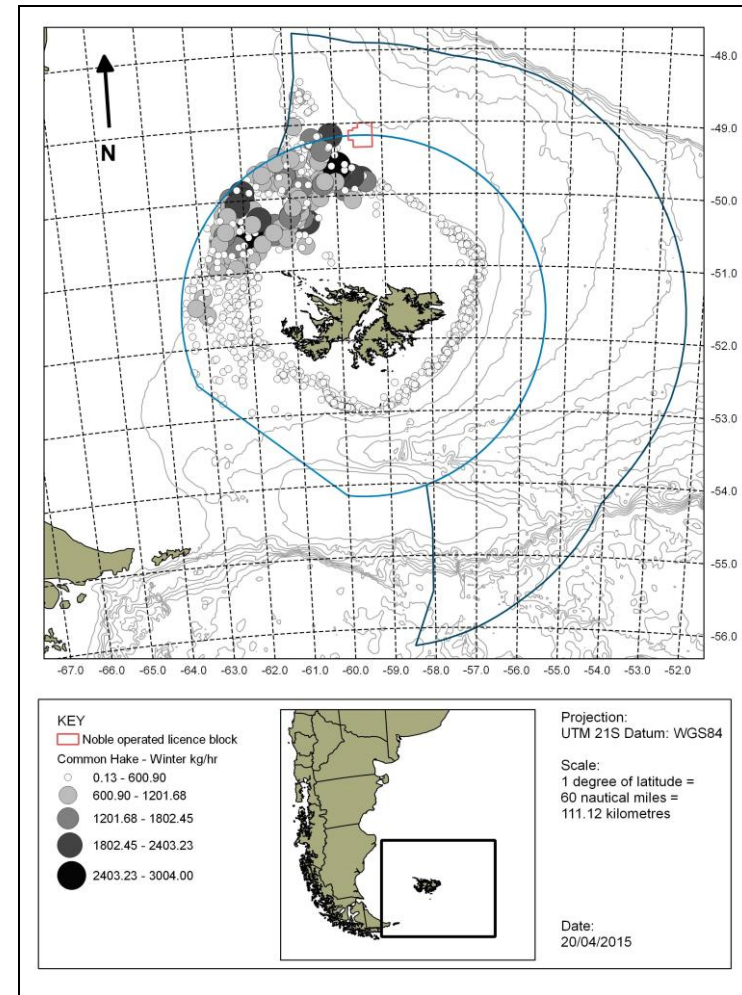 N
-48.0
-49.0
-50.0
-51.0
-52.0
-53.0
-54.0
-55.0
-56.0
-67.0 -66.0 -65.0 -64.0 -63.0 -62.0 -61.0 -60.0 -59.0 -58.0 -57.0 -56.0 -55.0 -54.0 -53.0 -52.0
KEY
Noble operated licence block
Common Hake - Winter kg/hr
0.13 - 600.90
600.90 - 1201.68
1201.68 - 1802.45
1802.45 - 2403.23
2403.23 - 3004.00
Projection:
UTM 21S Datum: WGS84
Scale:
1 degree of latitude =
60 nautical miles =
111.12 kilometres
Date:
20/04/2015